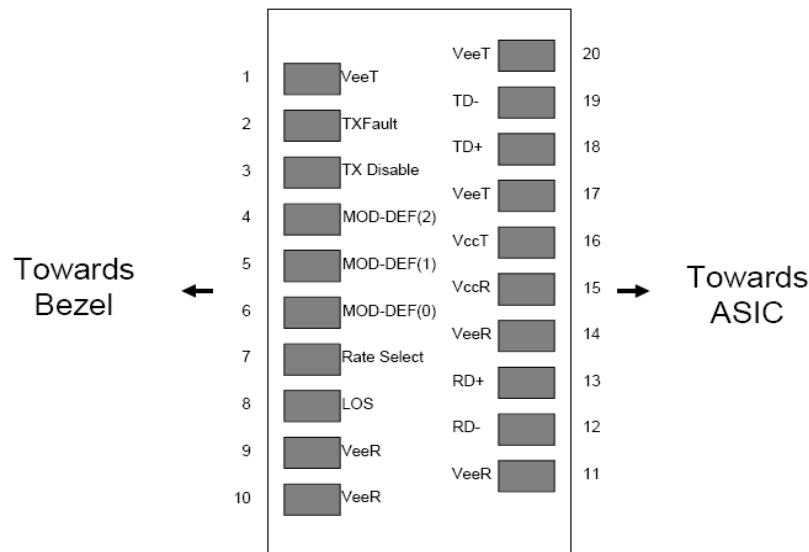 VeeT 20
1 VeeT
TD- 19
2 TXFault
TD+ 18
3 TX Disable
VeeT 17
4 MOD-DEF(2)
VccT 16
5 MOD-DEF(1)
Towards
Bezel
VccR 15
Towards
ASIC
6 MOD-DEF(0)
VeeR 14
7 Rate Select
RD+ 13
8 LOS
RD- 12
9 VeeR
VeeR 11
10 VeeR